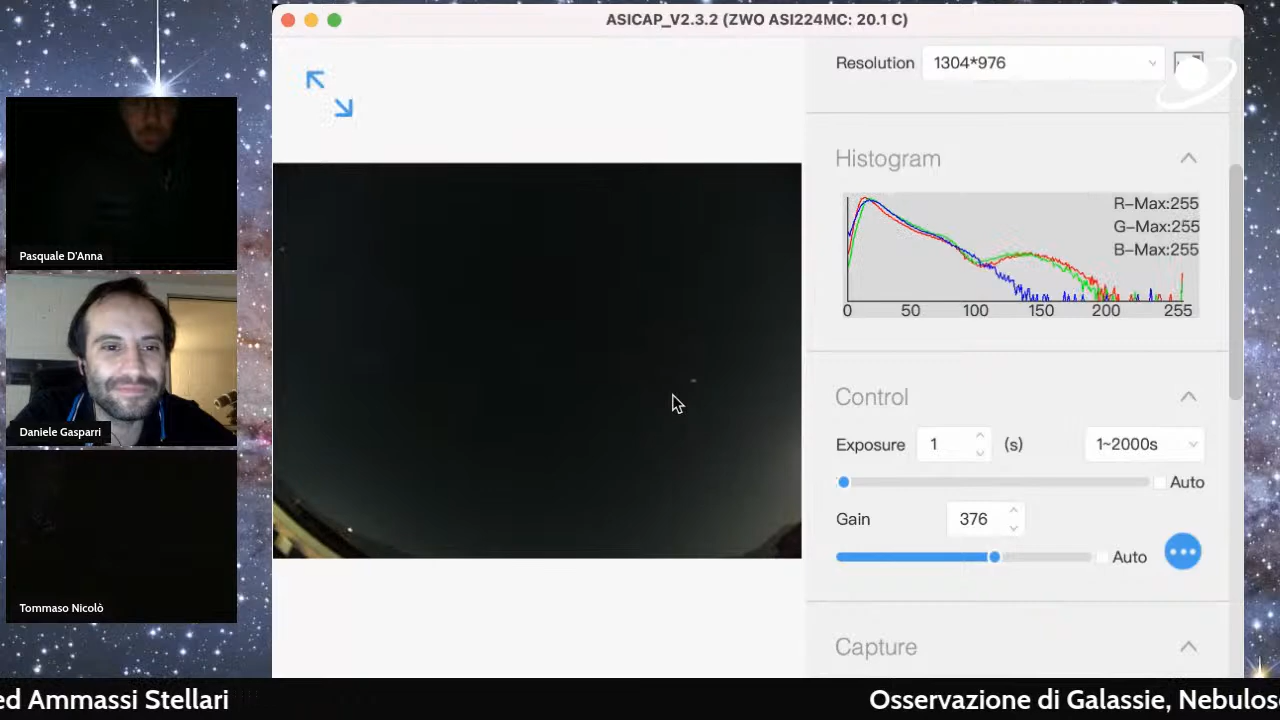 ASICAP_V2.3.2 (ZWO ASI224MC: 20.1 C)
Resolution 1304*976
Histogram
R-Max:255
G-Max:255
B-Max:255
0 50 100 150 200 255
Control
Exposure 1 (s) 1~2000s
Auto
Gain 376
Auto
Capture
Pasquale D'Anna
Daniele Gasparri
Tommaso Nicolò
ed Ammassi Stellari Osservazione di Galassie, Nebulos